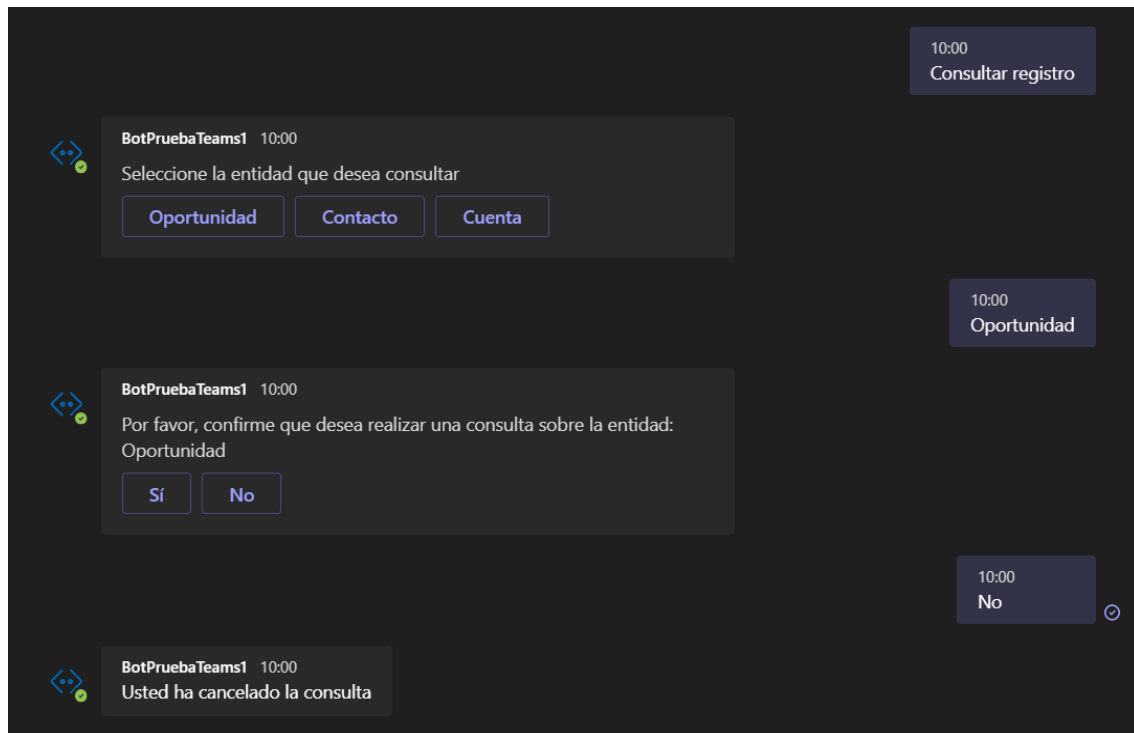 10:00
Consultar registro
BotPruebaTeams1 10:00
Seleccione la entidad que desea consultar
Oportunidad Contacto Cuenta
10:00
Oportunidad
BotPruebaTeams1 10:00
Por favor, confirme que desea realizar una consulta sobre la entidad:
Oportunidad
Sí No
10:00
No
BotPruebaTeams1 10:00
Usted ha cancelado la consulta